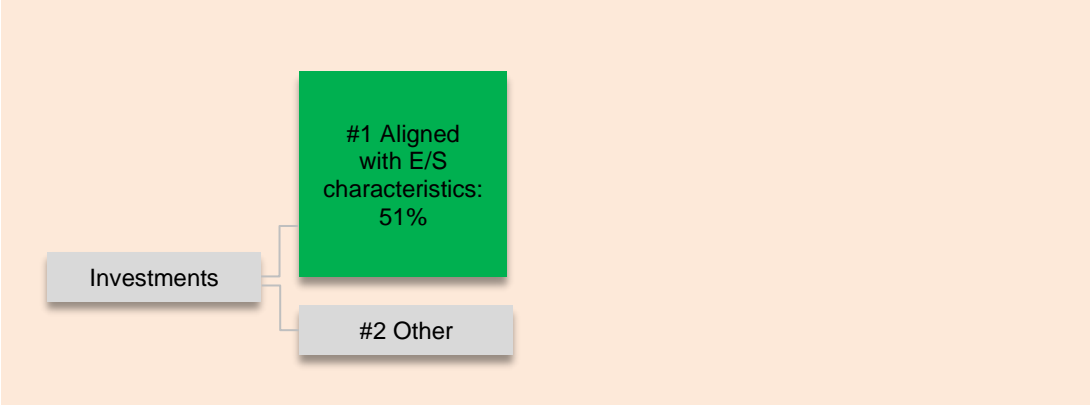 #1 Aligned
with E/S
characteristics:
51%
Investments
#2 Other